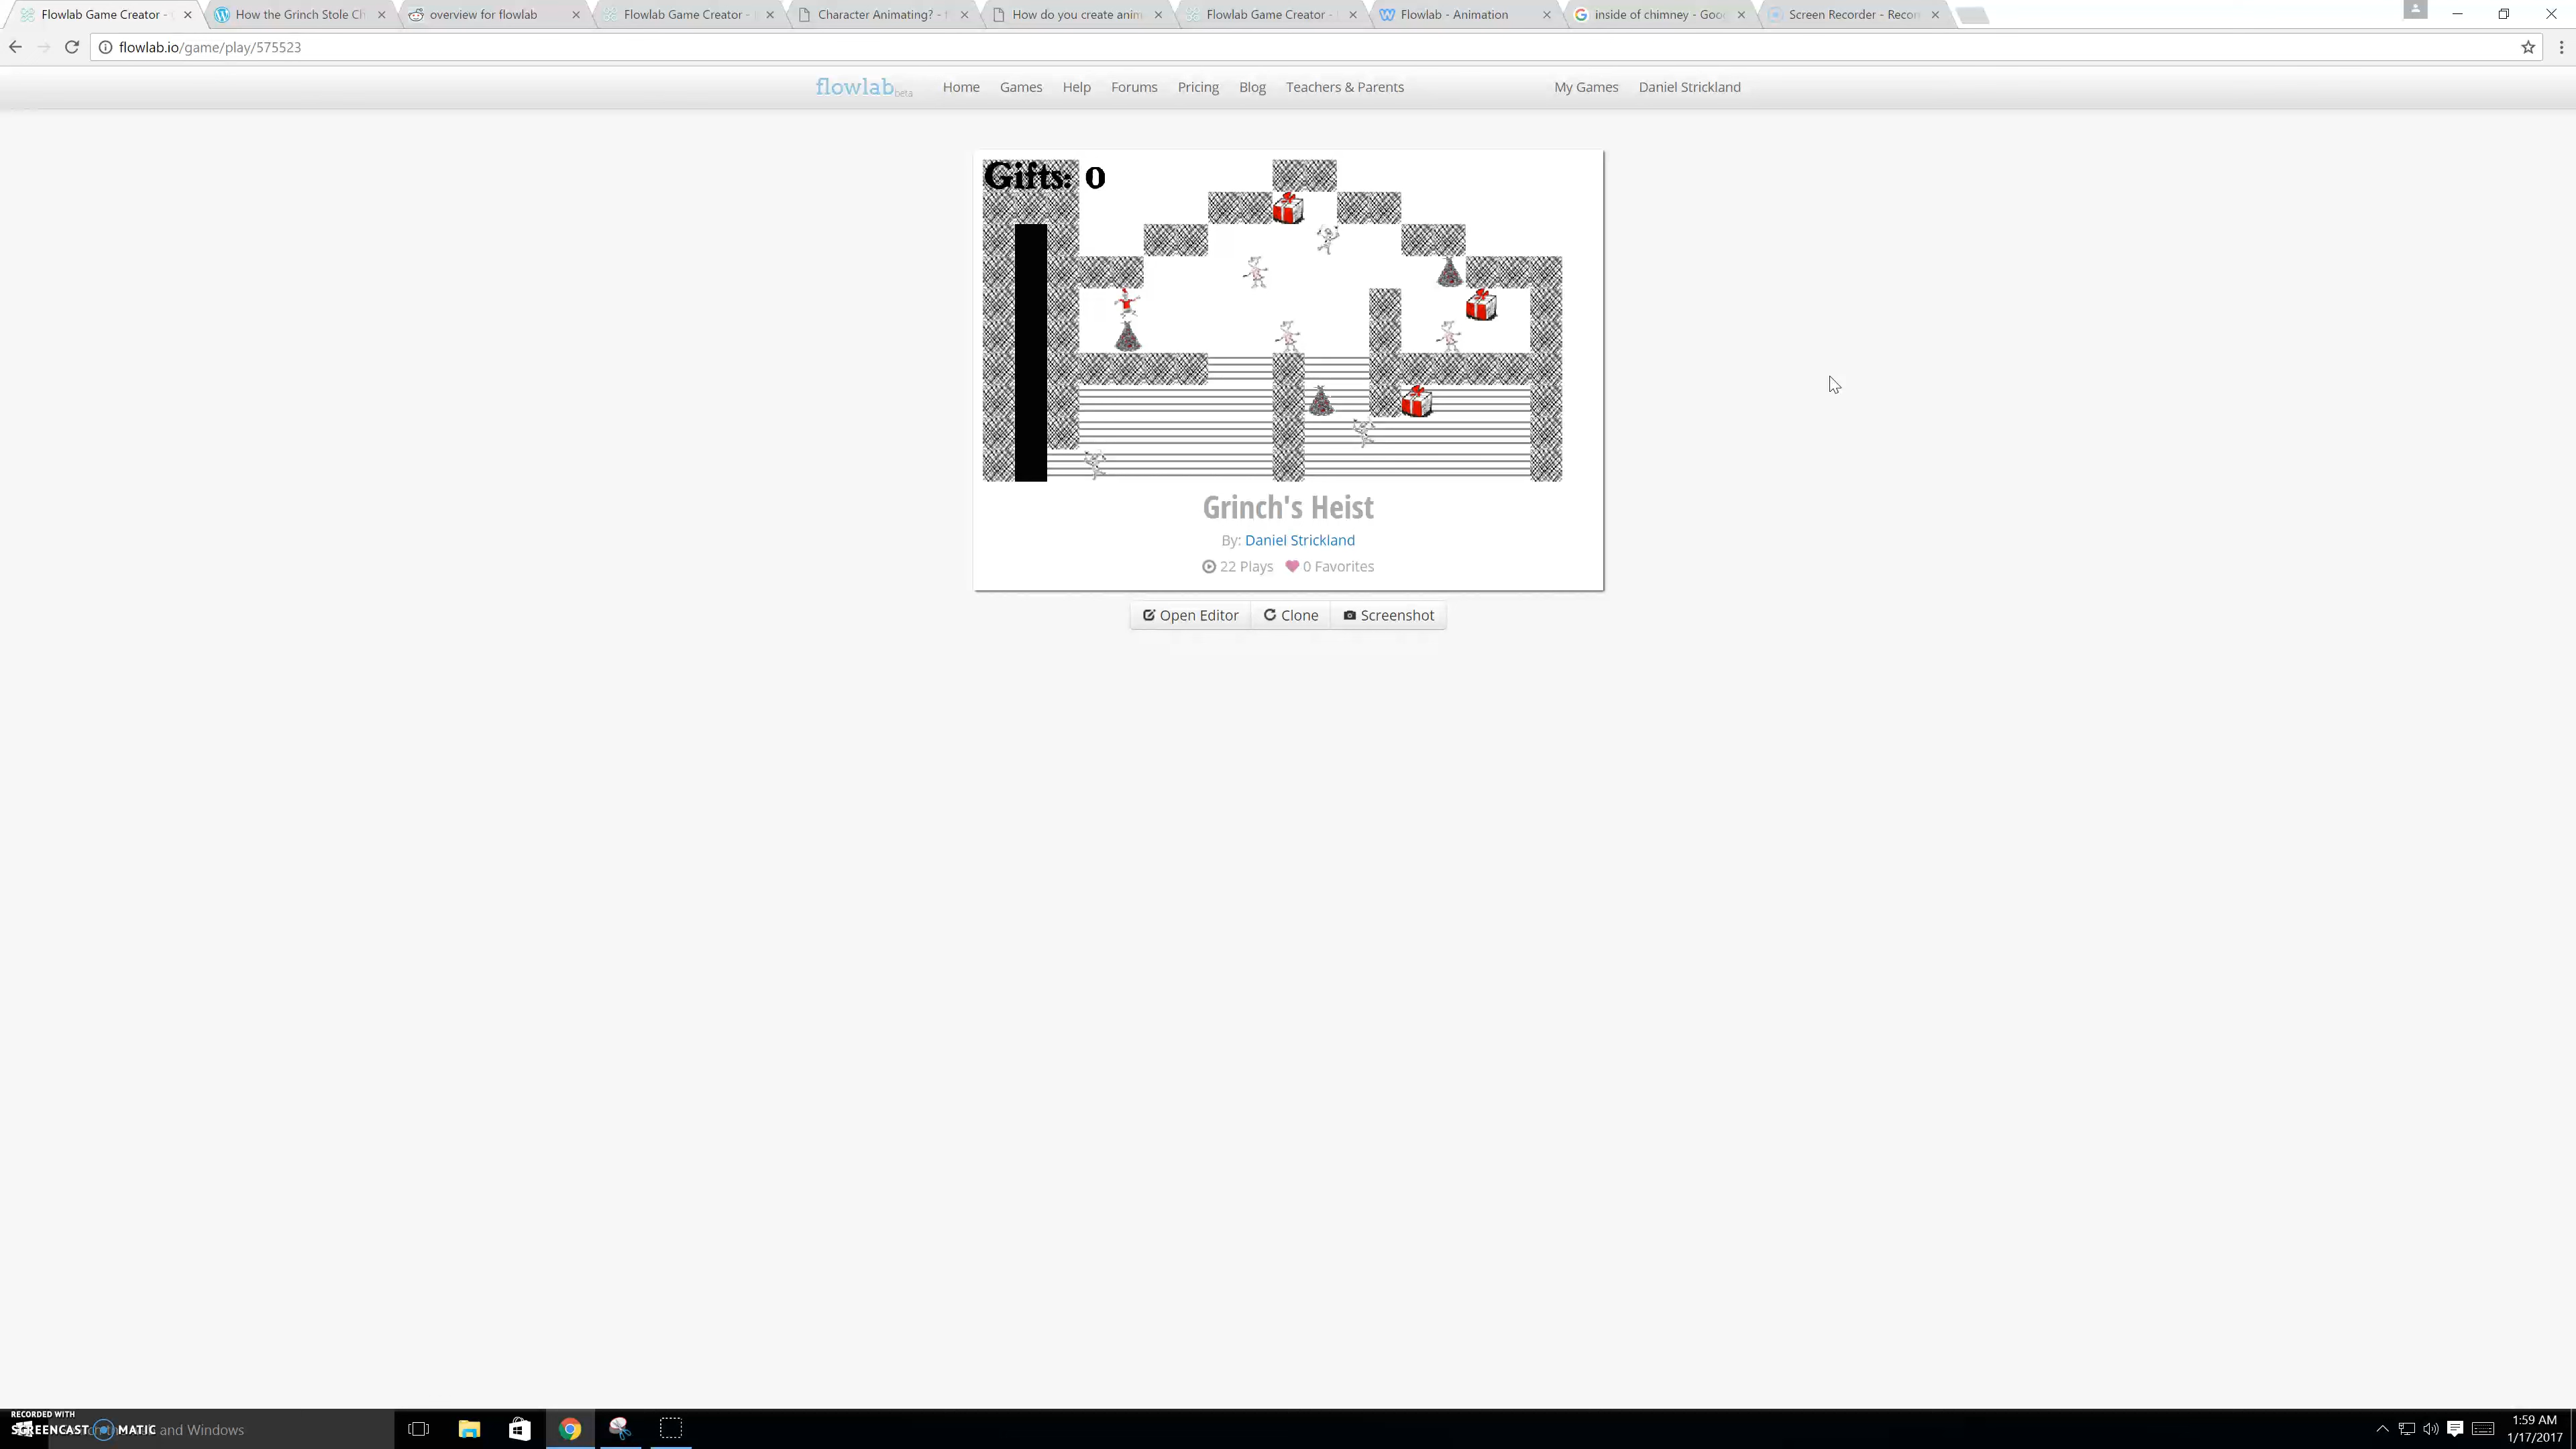 Flowlab Game Creator -
How the Grinch Stole Ch
overview for flowlab
Flowlab Game Creator -
Character Animating? -
How do you create anim
Flowlab Game Creator -
Flowlab - Animation
inside of chimney - Goo
Screen Recorder - Recor
flowlab.io/game/play/575523
flowlab beta
Home
Games
Help
Forums
Pricing
Blog
Teachers & Parents
My Games
Daniel Strickland
Gifts: 0
Grinch's Heist
By: Daniel Strickland
22 Plays
0 Favorites
Open Editor
Clone
Screenshot
RECORDED WITH
SCREENCAST MATIC
and Windows
1:59 AM
1/17/2017